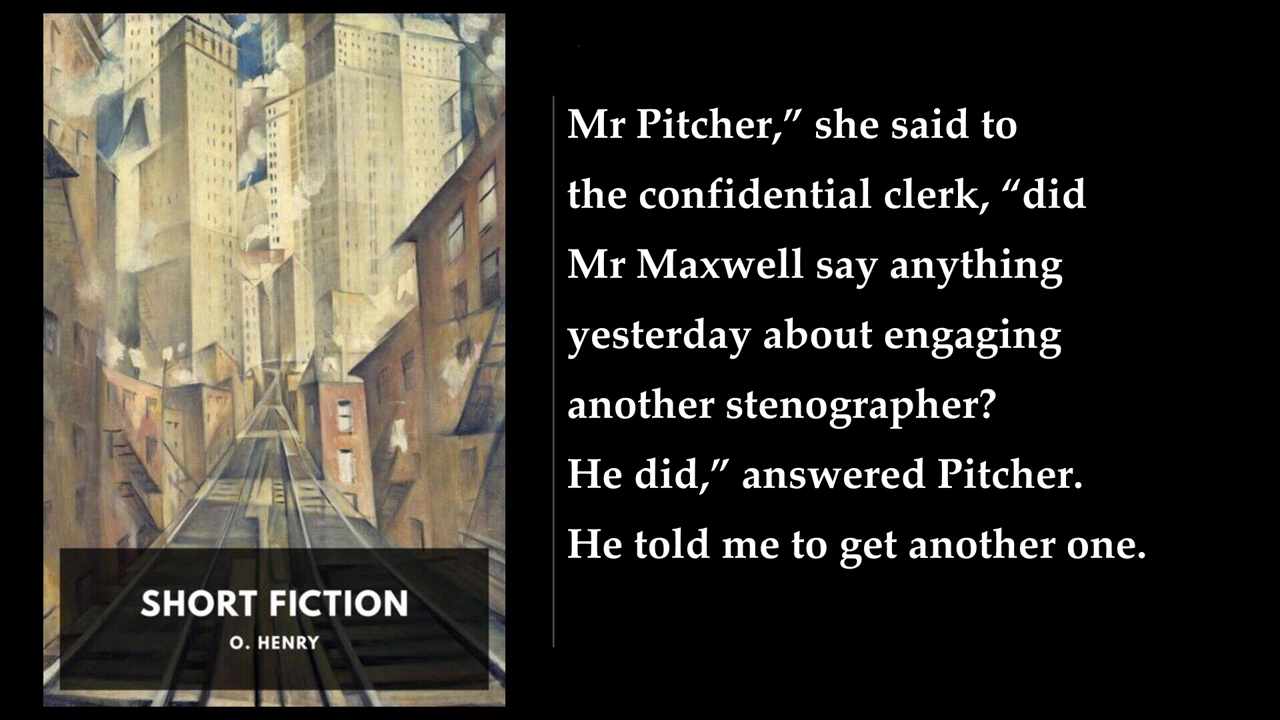 SHORT FICTION
O. HENRY
Mr Pitcher,” she said to
the confidential clerk, “did
Mr Maxwell say anything
yesterday about engaging
another stenographer?
He did,” answered Pitcher.
He told me to get another one.